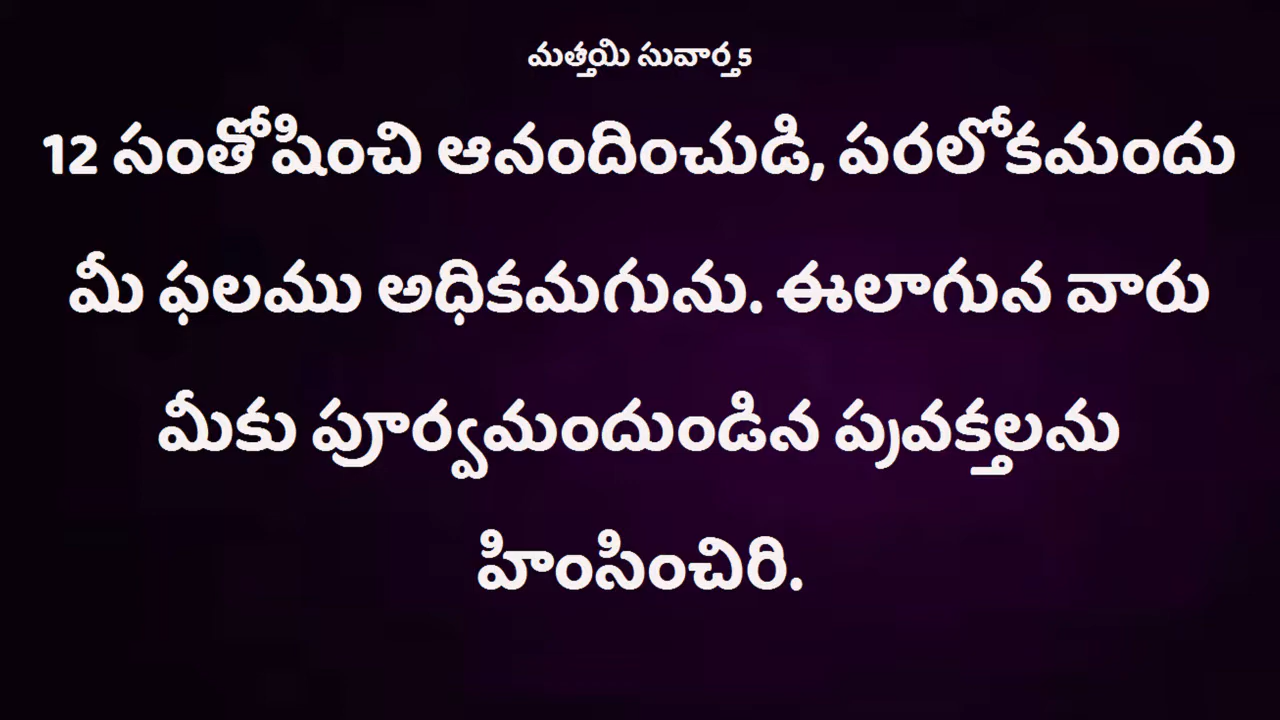 మత్తయి సువార్త 5
12 సంతోషించి ఆనందించుడి, పరలోకమందు
మీ ఫలము అధికమగును. ఈలాగున వారు
మీకు పూర్వమందుండిన ప్రవక్తలను
హింసించిరి.